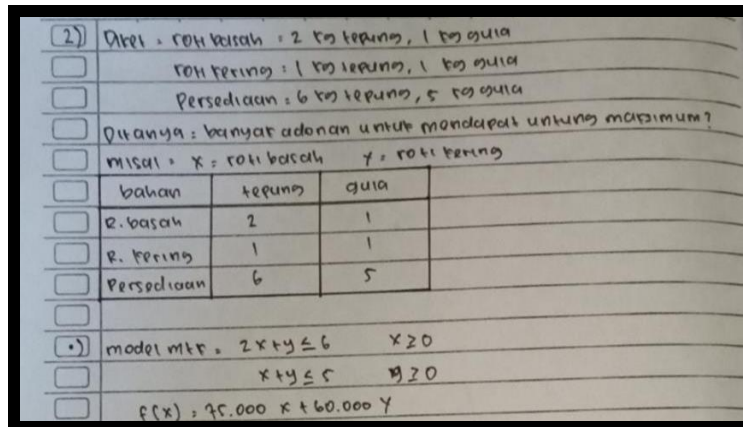 2) Diket : roti basah : 2 kg tepung, 1 kg gula
roti kering : 1 kg tepung, 1 kg gula
Persediaan : 6 kg tepung, 5 kg gula
Ditanya : banyak adonan untuk mendapat untung maksimum?
misal : x : roti basah y : roti kering
bahan tepung gula
R. basah 2 1
R. kering 1 1
Persediaan 6 5
•) model mtk : 2x+y ≤ 6 x ≥ 0
x+y ≤ 5 y ≥ 0
f(x) : 75.000 x + 60.000 y